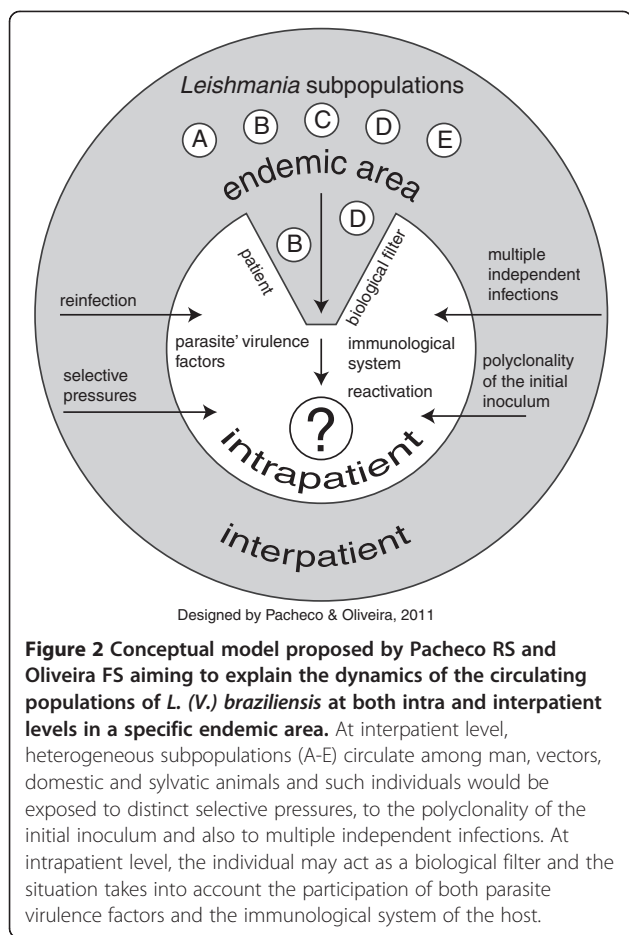 Leishmania subpopulations
A B C D E
endemic area
B D
patient
biological filter
reinfection
multiple
independent
infections
parasite' virulence
factors
immunological
system
reactivation
selective
pressures
polyclonality
of the initial
inoculum
?
intrapatient
interpatient
Designed by Pacheco & Oliveira, 2011
Figure 2 Conceptual model proposed by Pacheco RS and
Oliveira FS aiming to explain the dynamics of the circulating
populations of L. (V.) braziliensis at both intra and interpatient
levels in a specific endemic area. At interpatient level,
heterogeneous subpopulations (A-E) circulate among man, vectors,
domestic and sylvatic animals and such individuals would be
exposed to distinct selective pressures, to the polyclonality of the
initial inoculum and also to multiple independent infections. At
intrapatient level, the individual may act as a biological filter and the
situation takes into account the participation of both parasite
virulence factors and the immunological system of the host.